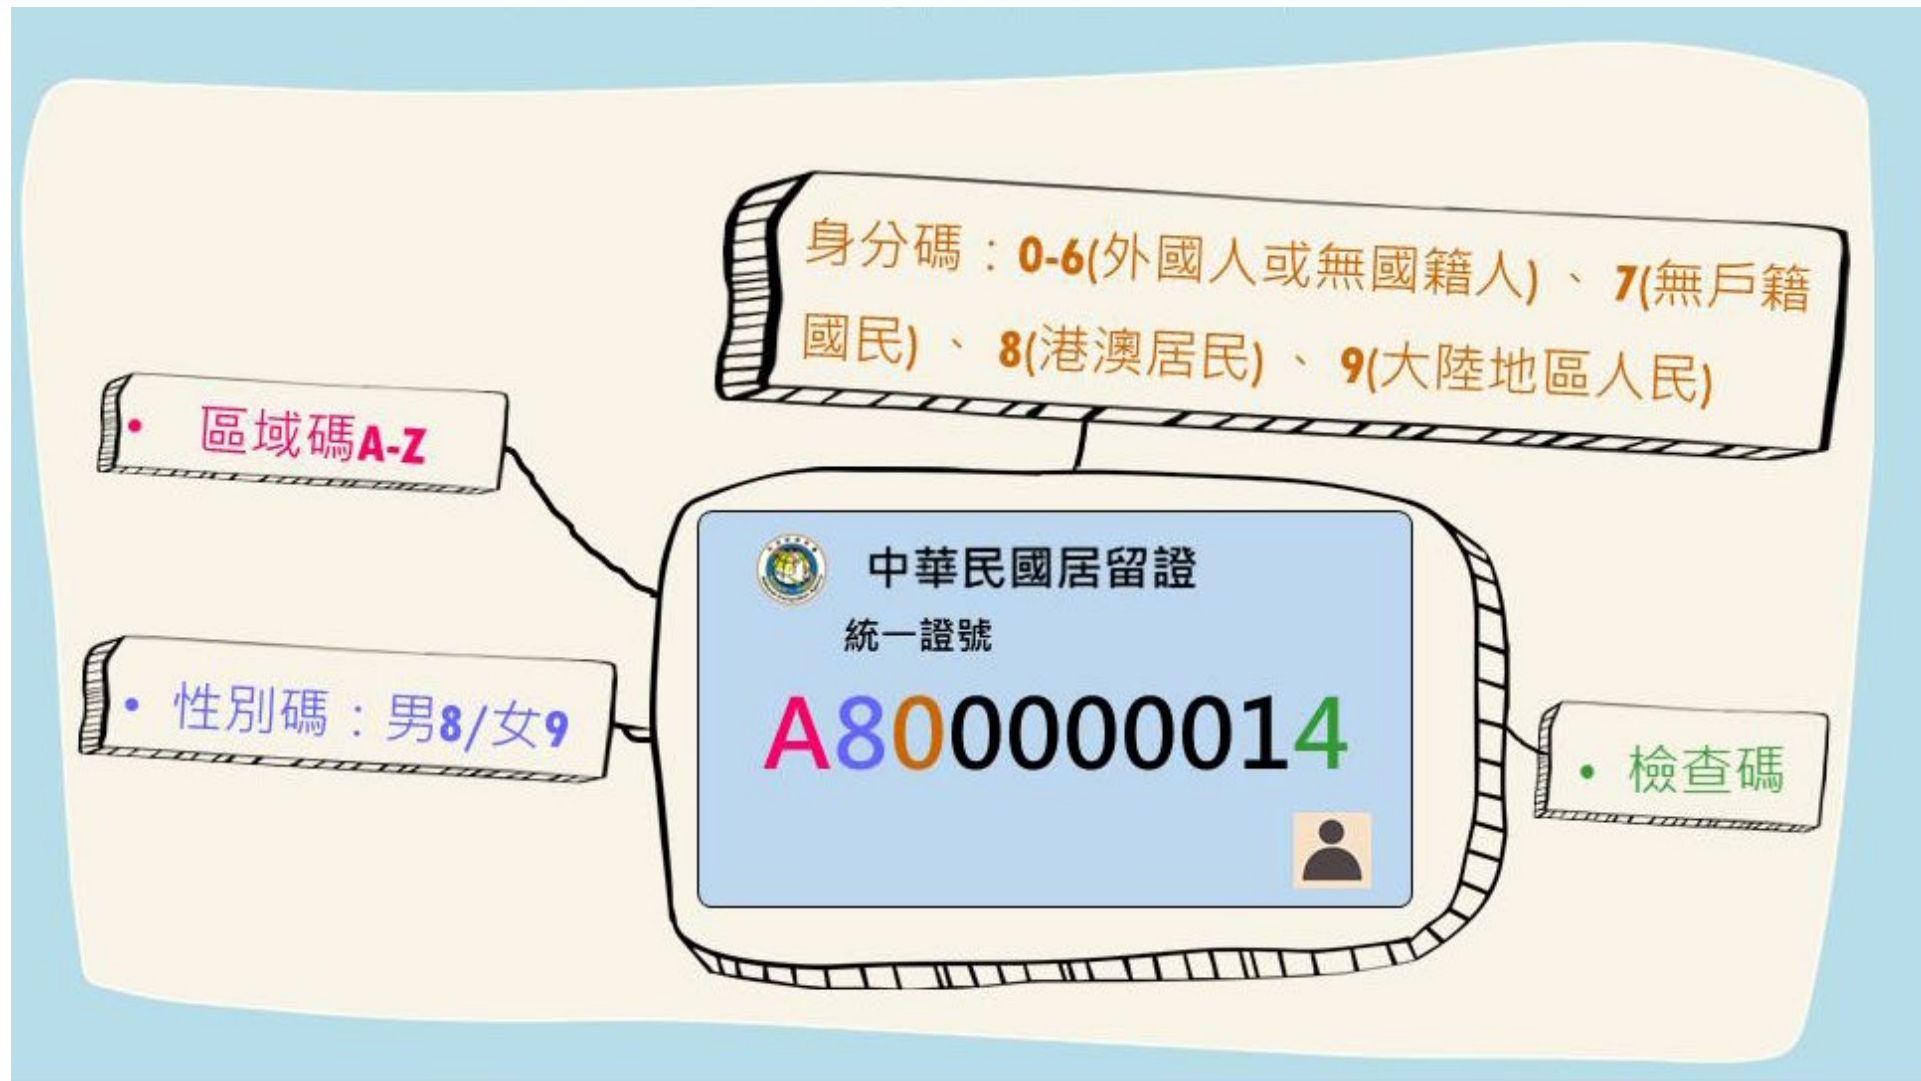 身分碼：0-6(外國人或無國籍人)、7(無戶籍
國民)、8(港澳居民)、9(大陸地區人民)
• 區域碼A-Z
• 性別碼：男8/女9
中華民國居留證
統一證號
A800000014
• 檢查碼